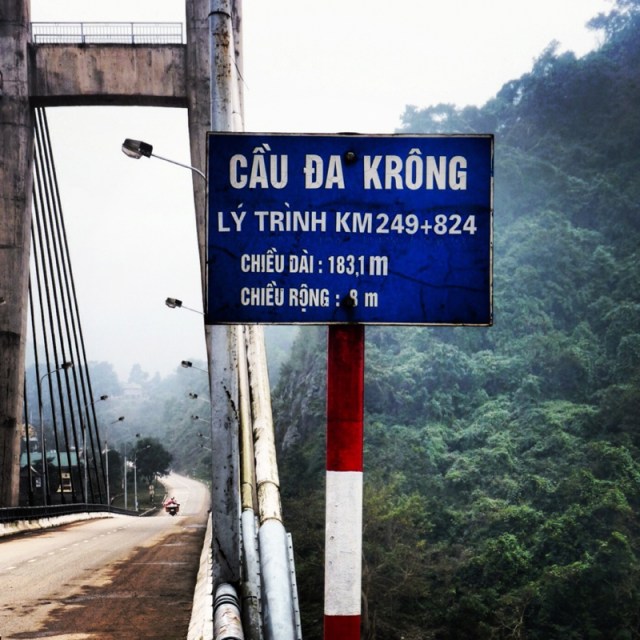 CẦU ĐA KRÔNG
LÝ TRÌNH KM249+824
CHIỀU DÀI : 183,1 m
CHIỀU RỘNG : 8 m